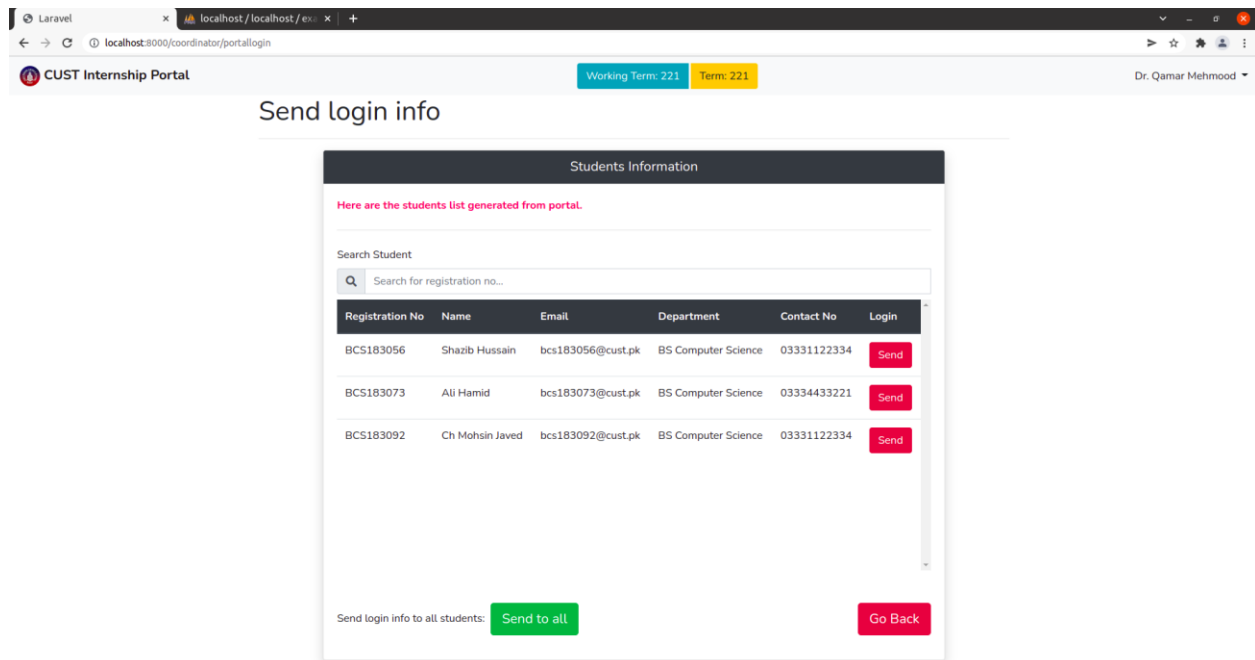 Laravel
localhost / localhost / exa
localhost:8000/coordinator/portallogin
CUST Internship Portal
Working Term: 221
Term: 221
Dr. Qamar Mehmood
Send login info
Students Information
Here are the students list generated from portal.
Search Student
Search for registration no...
Registration No Name Email Department Contact No Login
BCS183056 Shazib Hussain bcs183056@cust.pk BS Computer Science 03331122334 Send
BCS183073 Ali Hamid bcs183073@cust.pk BS Computer Science 03334433221 Send
BCS183092 Ch Mohsin Javed bcs183092@cust.pk BS Computer Science 03331122334 Send
Send login info to all students: Send to all Go Back